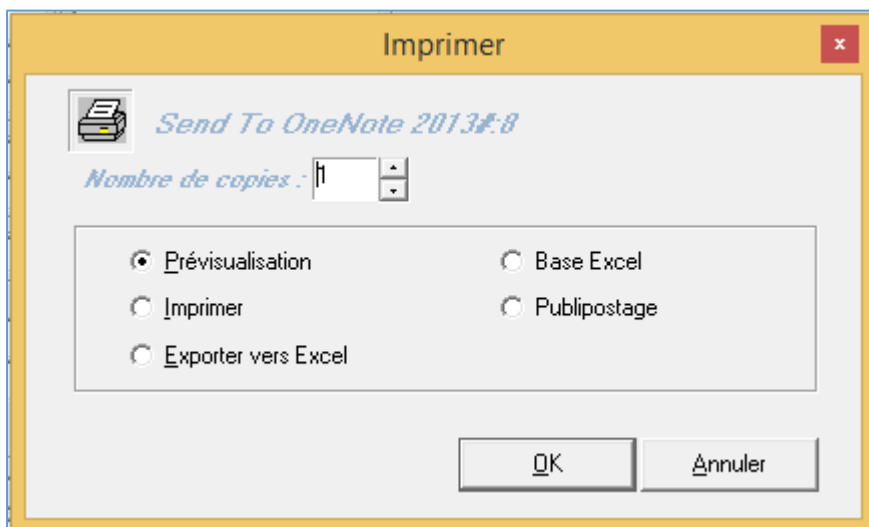 Imprimer
x
Send To OneNote 2013#:8
Nombre de copies : 1
Prévisualisation
Base Excel
Imprimer
Publipostage
Exporter vers Excel
OK
Annuler